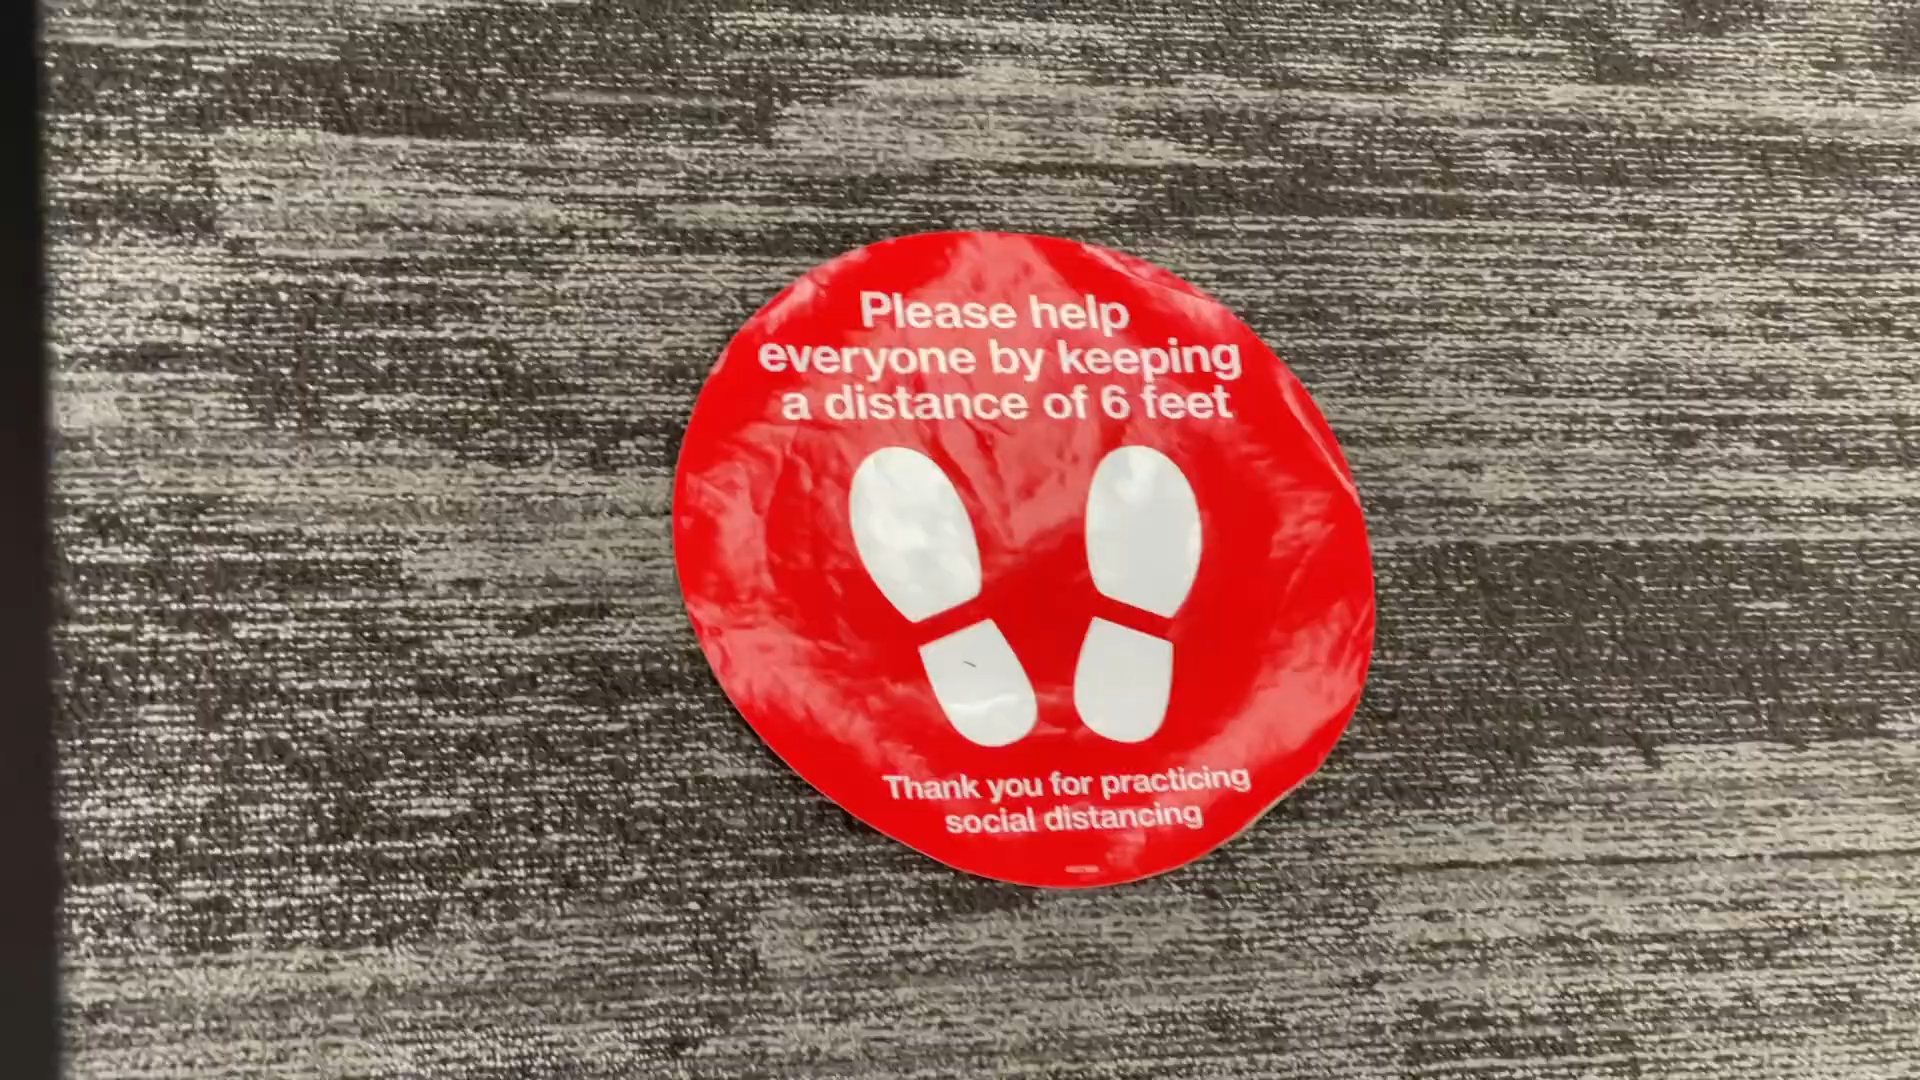 Please help
everyone by keeping
a distance of 6 feet
Thank you for practicing
social distancing